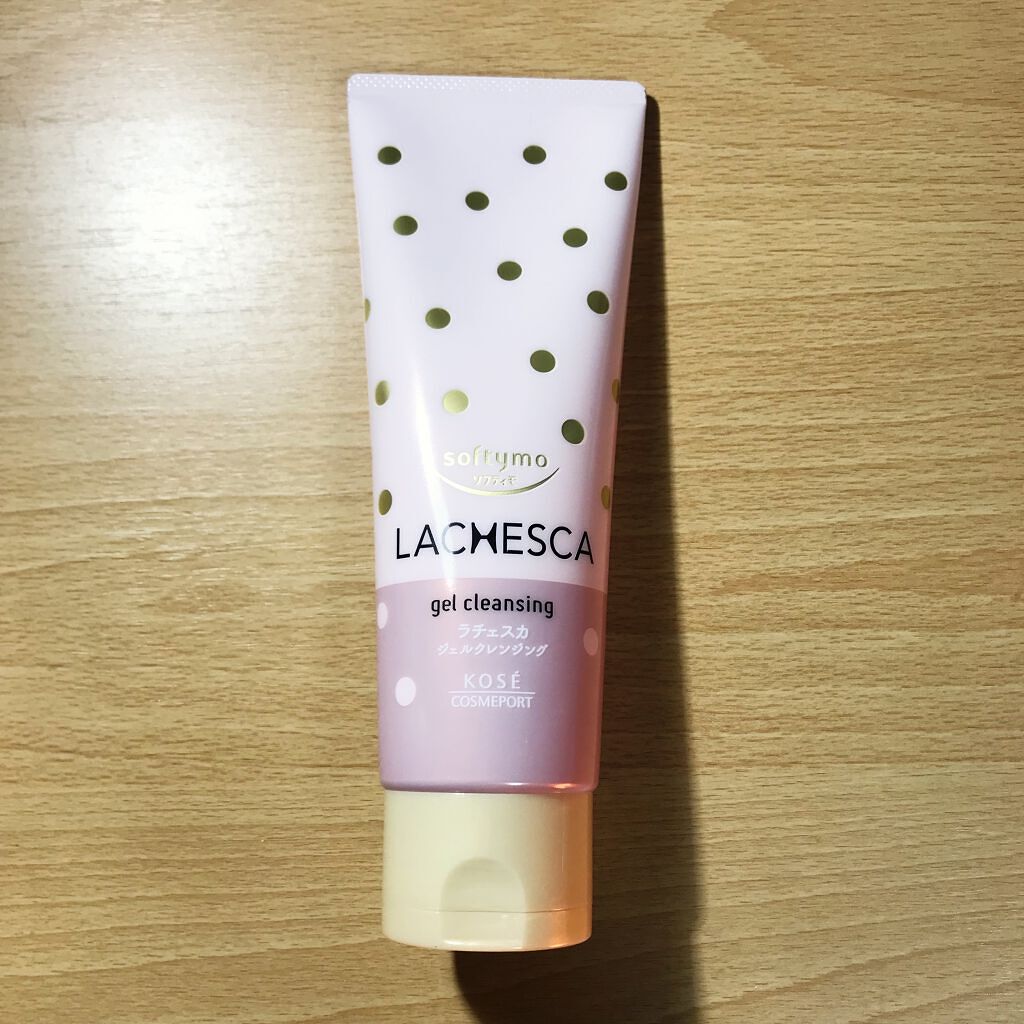 softymo
ソフティモ
LACHESCA
gel cleansing
ラチェスカ
ジェルクレンジング
KOSÉ
COSMEPORT